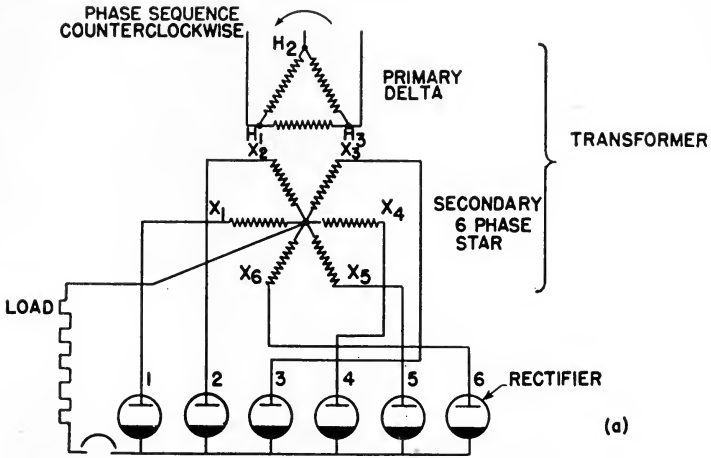 PHASE SEQUENCE
COUNTERCLOCKWISE
H2
PRIMARY
DELTA
H1
H3
TRANSFORMER
X2
X3
SECONDARY
6 PHASE
STAR
X1
X4
X6
X5
LOAD
1 2 3 4 5 6
RECTIFIER
(a)